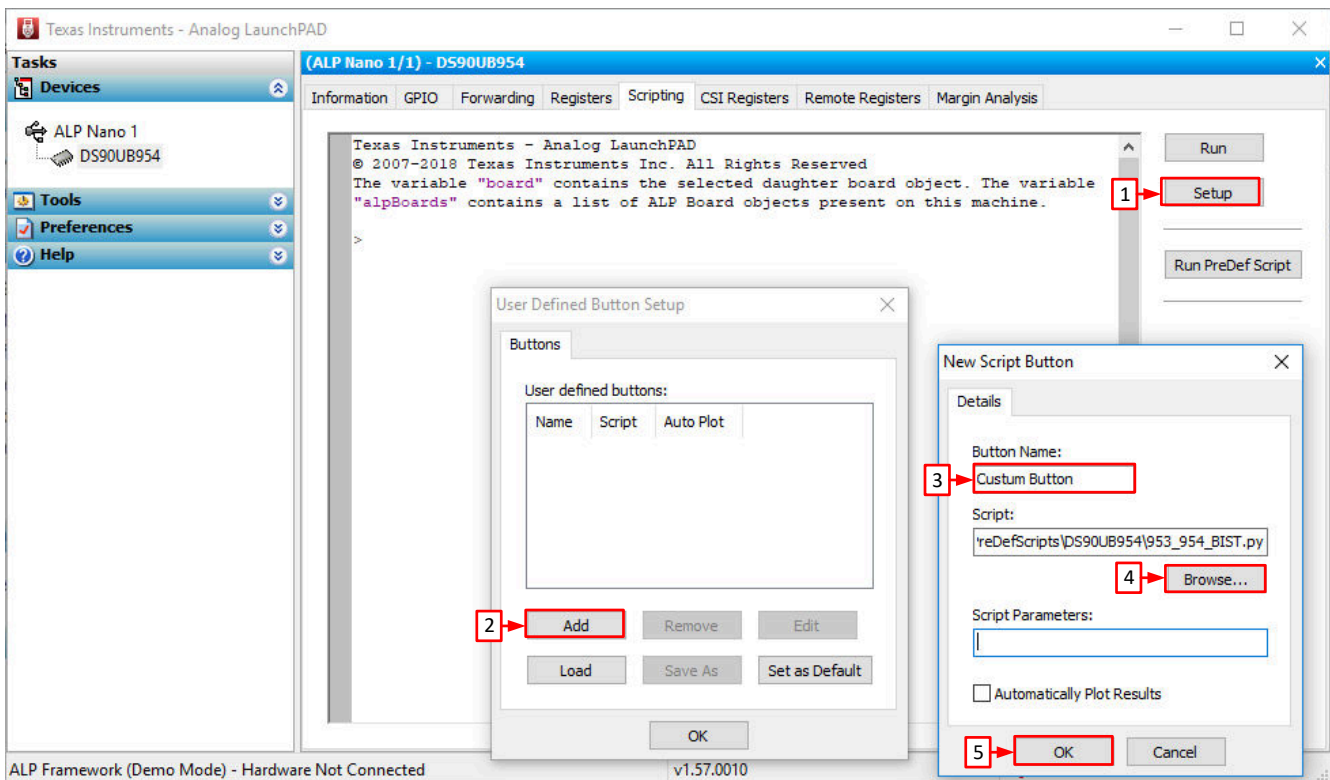 Texas Instruments - Analog LaunchPAD
Tasks
Devices
ALP Nano 1
DS90UB954
Tools
Preferences
Help
(ALP Nano 1/1) - DS90UB954
Information GPIO Forwarding Registers Scripting CSI Registers Remote Registers Margin Analysis
Texas Instruments - Analog LaunchPAD
© 2007-2018 Texas Instruments Inc. All Rights Reserved
The variable "board" contains the selected daughter board object. The variable
"alpBoards" contains a list of ALP Board objects present on this machine.
>
Run
1 Setup
Run PreDef Script
User Defined Button Setup
Buttons
User defined buttons:
Name Script Auto Plot
2 Add Remove Edit
Load Save As Set as Default
OK
New Script Button
Details
Button Name:
3 Custum Button
Script:
'reDefScripts\DS90UB954\953_954_BIST.py
4 Browse...
Script Parameters:
Automatically Plot Results
5 OK Cancel
ALP Framework (Demo Mode) - Hardware Not Connected v1.57.0010